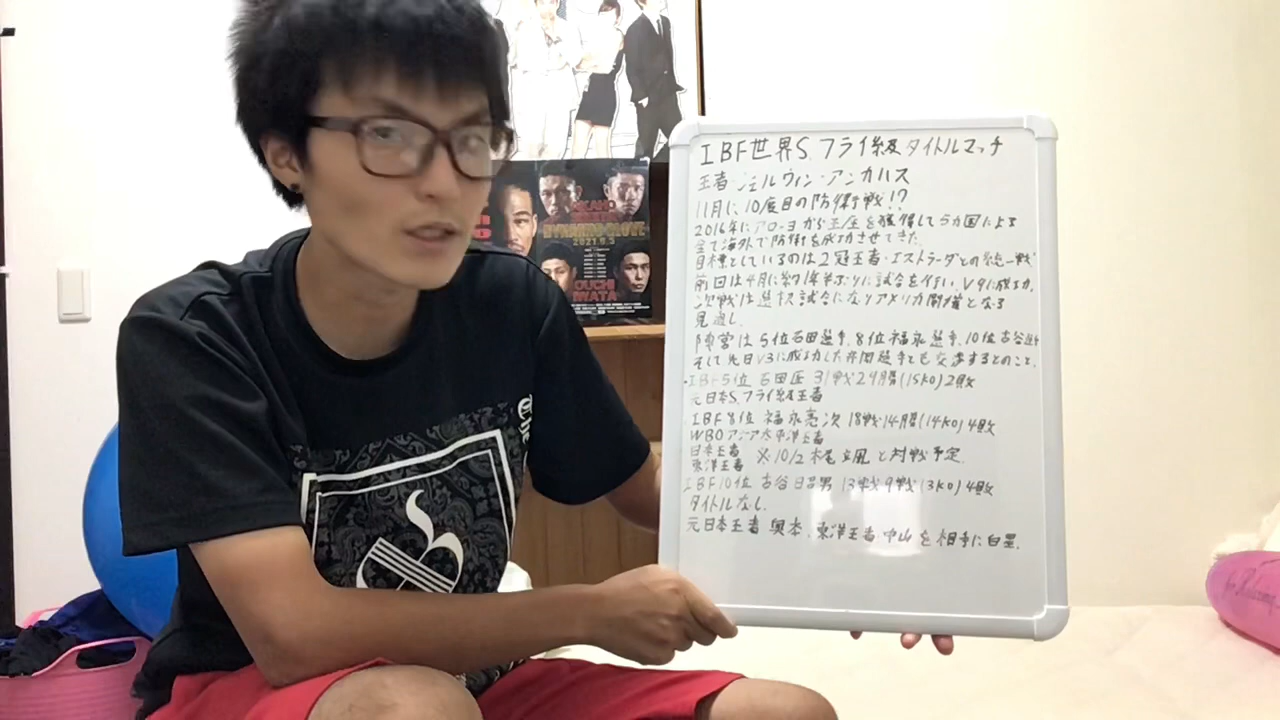 IBF世界S.フライ級タイトルマッチ
王者・ジェルウィン・アンカハス
11月に10度目の防衛戦!?
2016年にアローヨから王座を獲得して5カ国による
全て海外で防衛を成功させてきた。
目標としているのは2冠王者・エストラーダとの統一戦
前回は4月に約1年半ぶりに試合を行い、V9に成功。
次戦は選択試合になりアメリカ開催となる
見通し。
陣営は5位石田選手、8位福永選手、10位古谷選手
そして先日V3に成功した井岡選手とも交渉するとのこと。
・IBF5位 石田匠 31戦29勝(15KO)2敗
元日本S.フライ級王者
IBF8位 福永亮次 18戦14勝(14KO)4敗
WBOアジア太平洋王者
日本王者 ※10/2 梶颯と対戦予定
東洋王者
IBF10位 古谷昌男 13戦9戦(3KO)4敗
タイトルなし。
元日本王者 奥本、東洋王者 中山を相手に白星。
DYNAMIC GLOVE
2021.6.5
OUCHI
IWATA